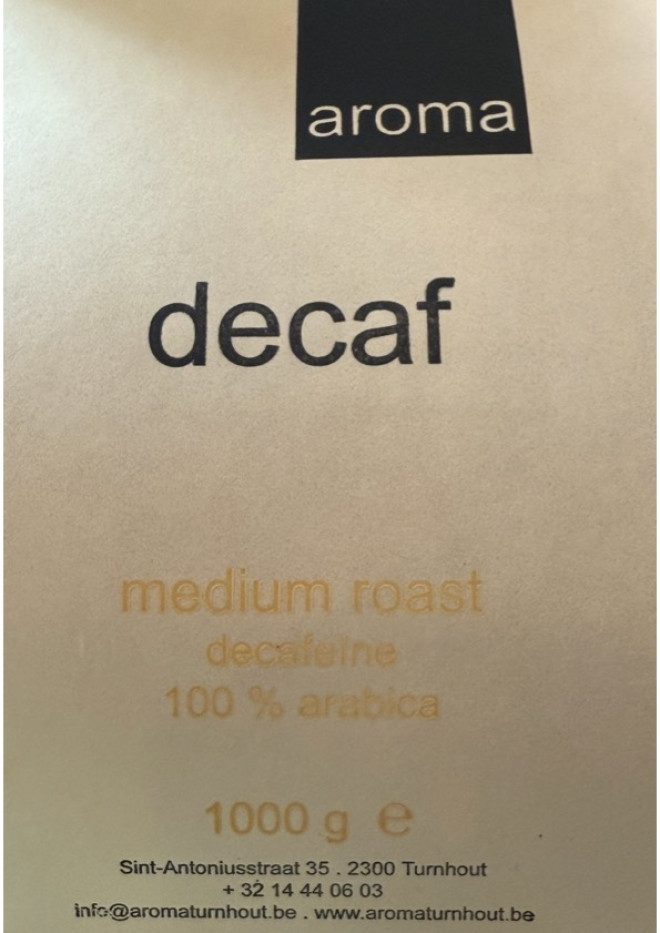 aroma
decaf
medium roast
decafeïne
100 % arabica
1000 g ℮
Sint-Antoniusstraat 35 . 2300 Turnhout
+ 32 14 44 06 03
info@aromaturnhout.be . www.aromaturnhout.be